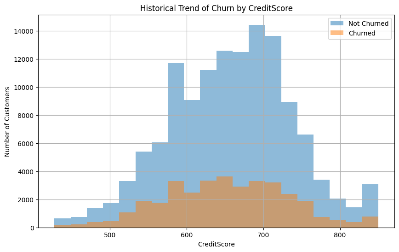 Historical Trend of Churn by CreditScore
Not Churned
Churned
14000
12000
10000
8000
6000
4000
2000
0
Number of Customers
500
600
700
800
CreditScore